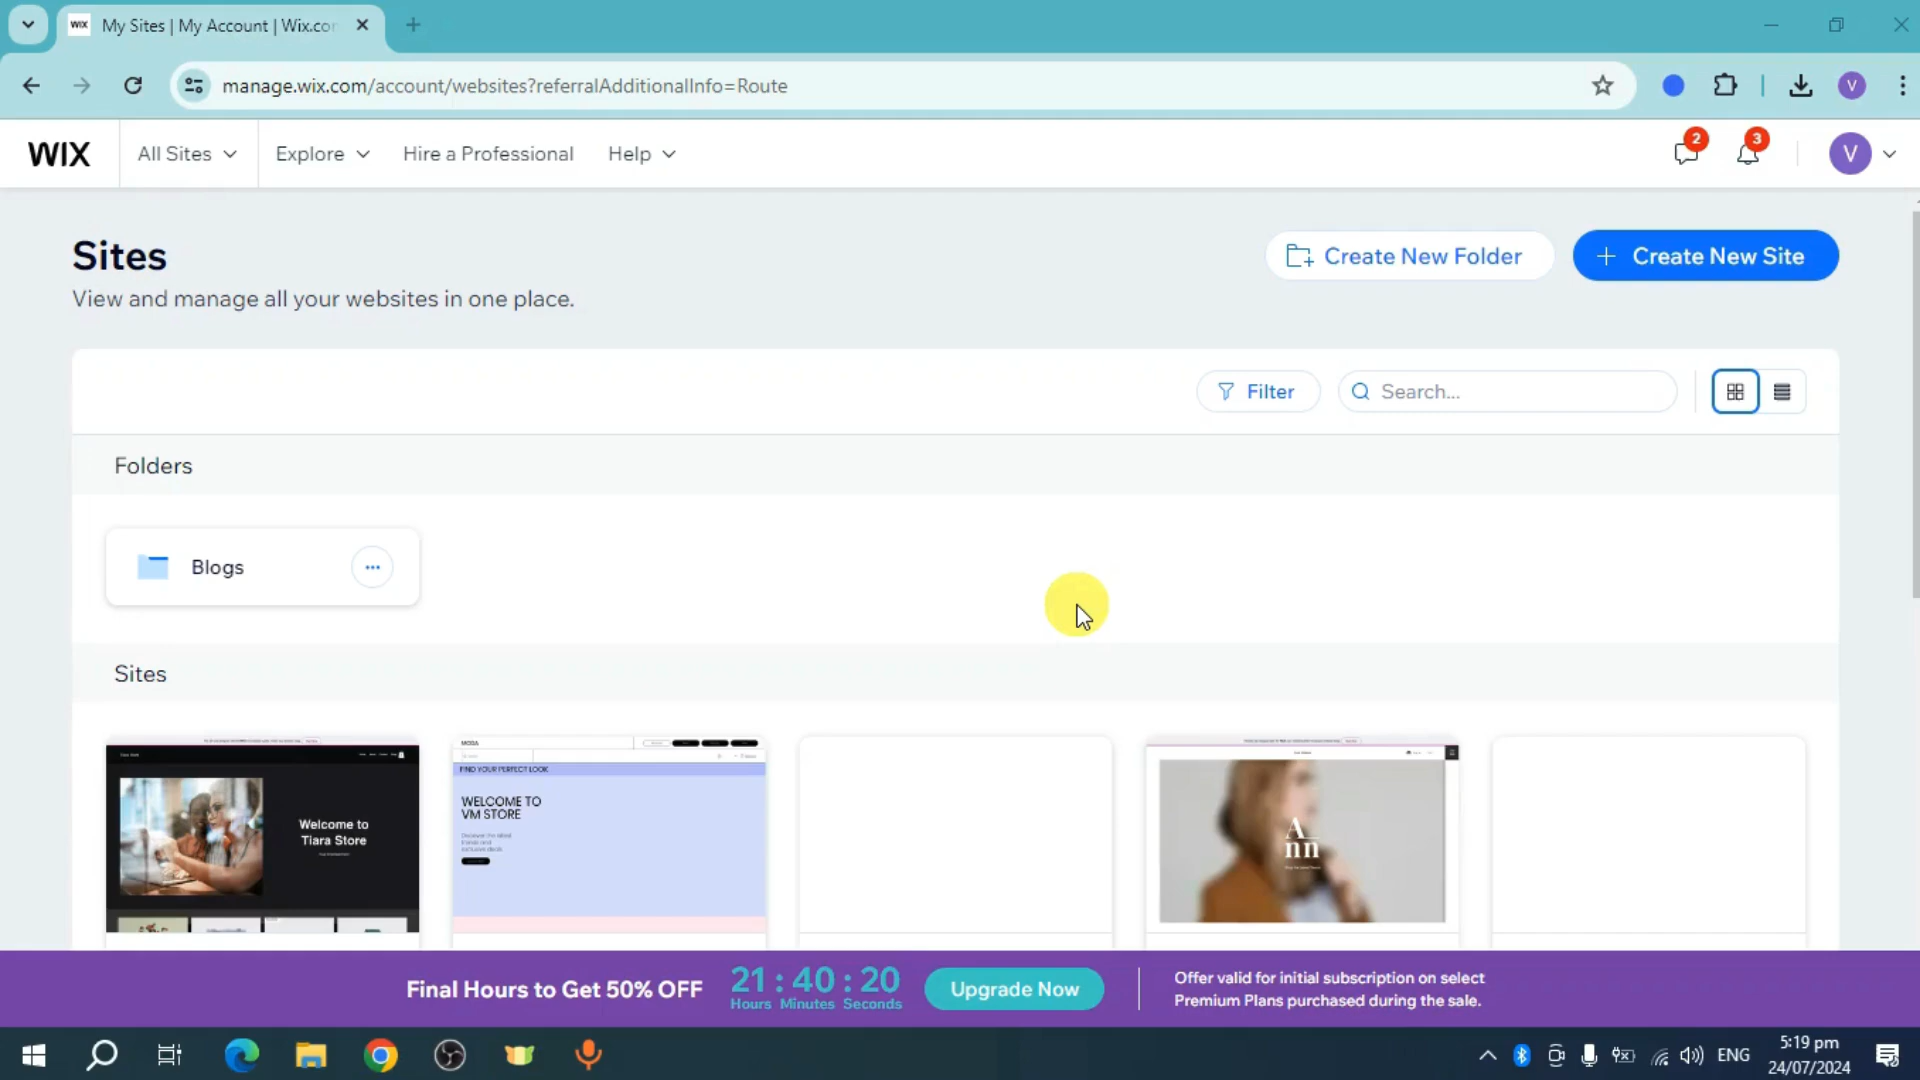 WIX My Sites | My Account | Wix.co
manage.wix.com/account/websites?referralAdditionalInfo=Route
V
WIX
All Sites
Explore
Hire a Professional
Help
2
3
V
Sites
View and manage all your websites in one place.
Create New Folder
+ Create New Site
Filter
Search...
Folders
Blogs
Sites
Welcome to
Tiara Store
MODA
FIND YOUR PERFECT LOOK
WELCOME TO
VM STORE
A
nn
Final Hours to Get 50% OFF
21 : 40 : 20
Hours Minutes Seconds
Upgrade Now
Offer valid for initial subscription on select
Premium Plans purchased during the sale.
ENG
5:19 pm
24/07/2024